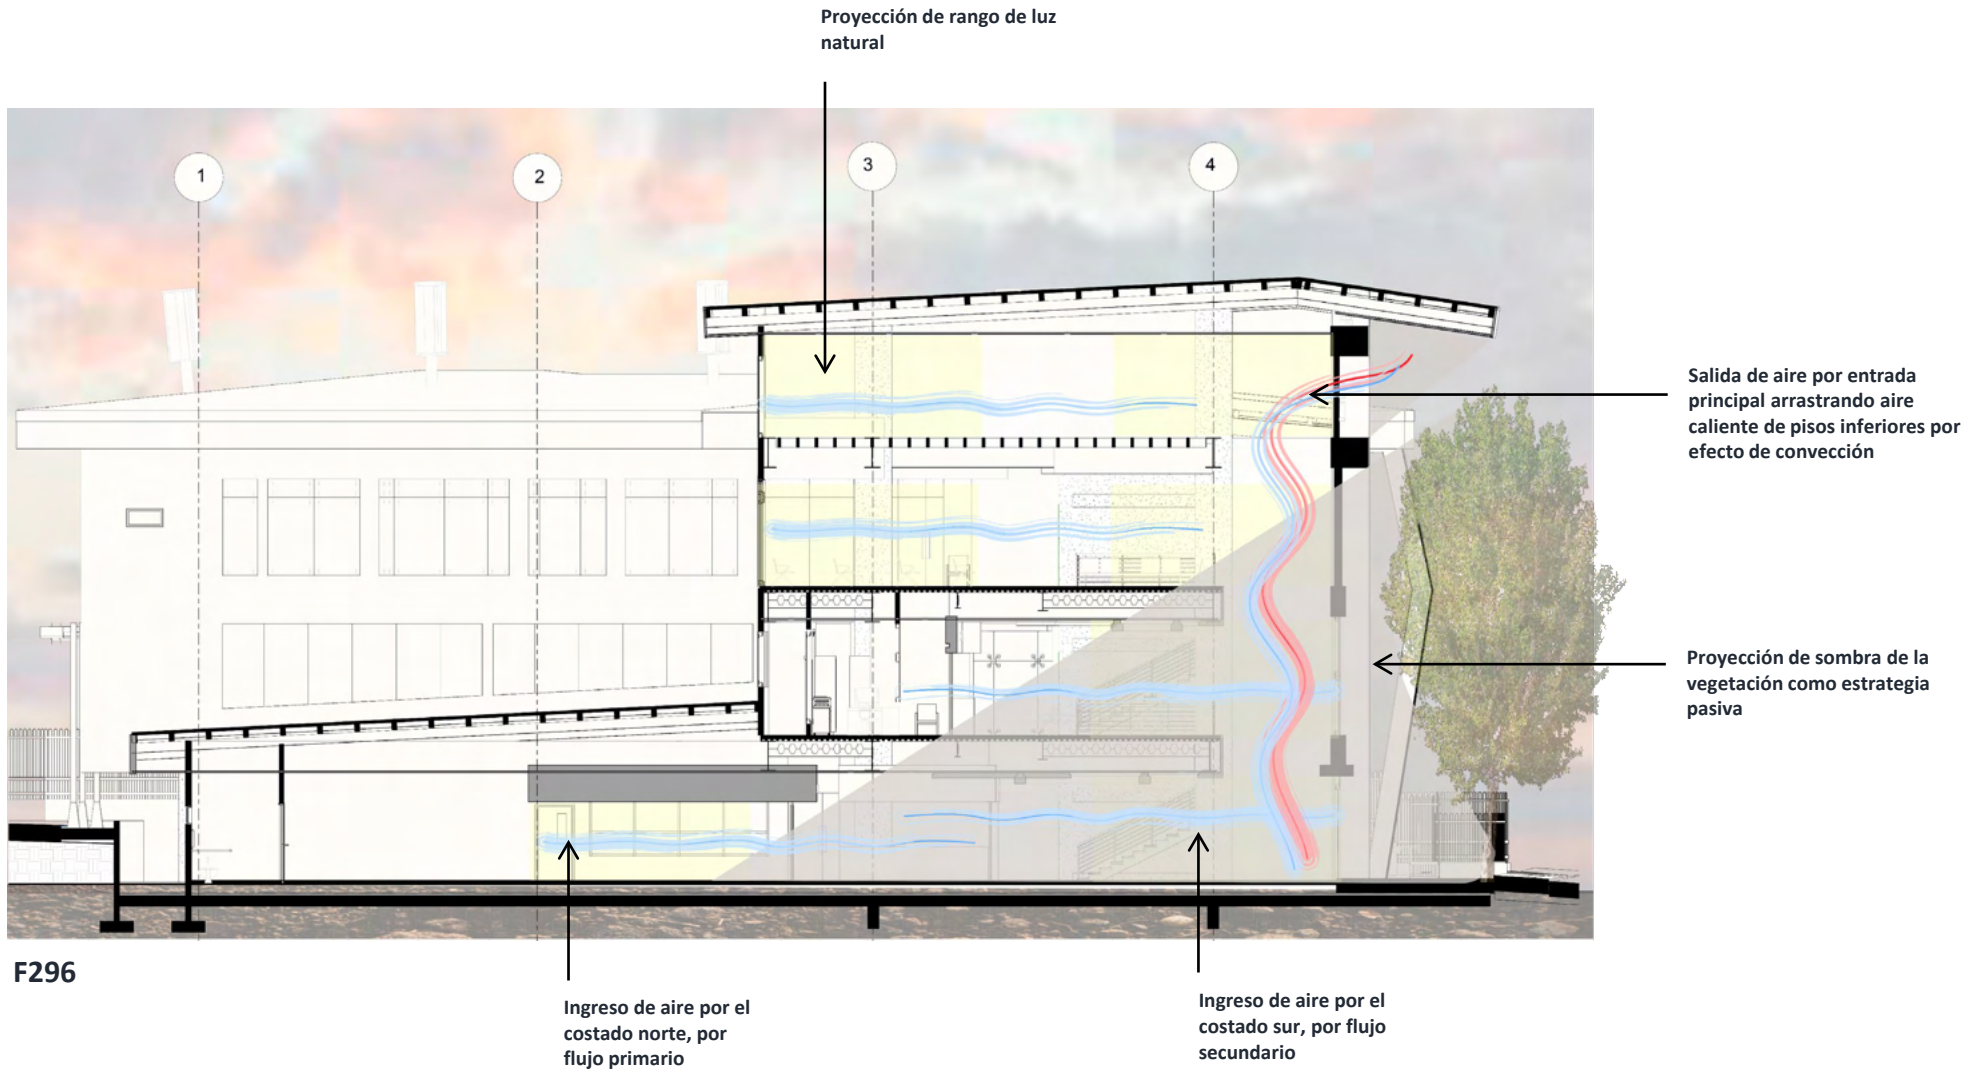 Proyección de rango de luz
natural
1
2
3
4
Salida de aire por entrada
principal arrastrando aire
caliente de pisos inferiores por
efecto de convección
Proyección de sombra de la
vegetación como estrategia
pasiva
F296
Ingreso de aire por el
costado norte, por
flujo primario
Ingreso de aire por el
costado sur, por flujo
secundario